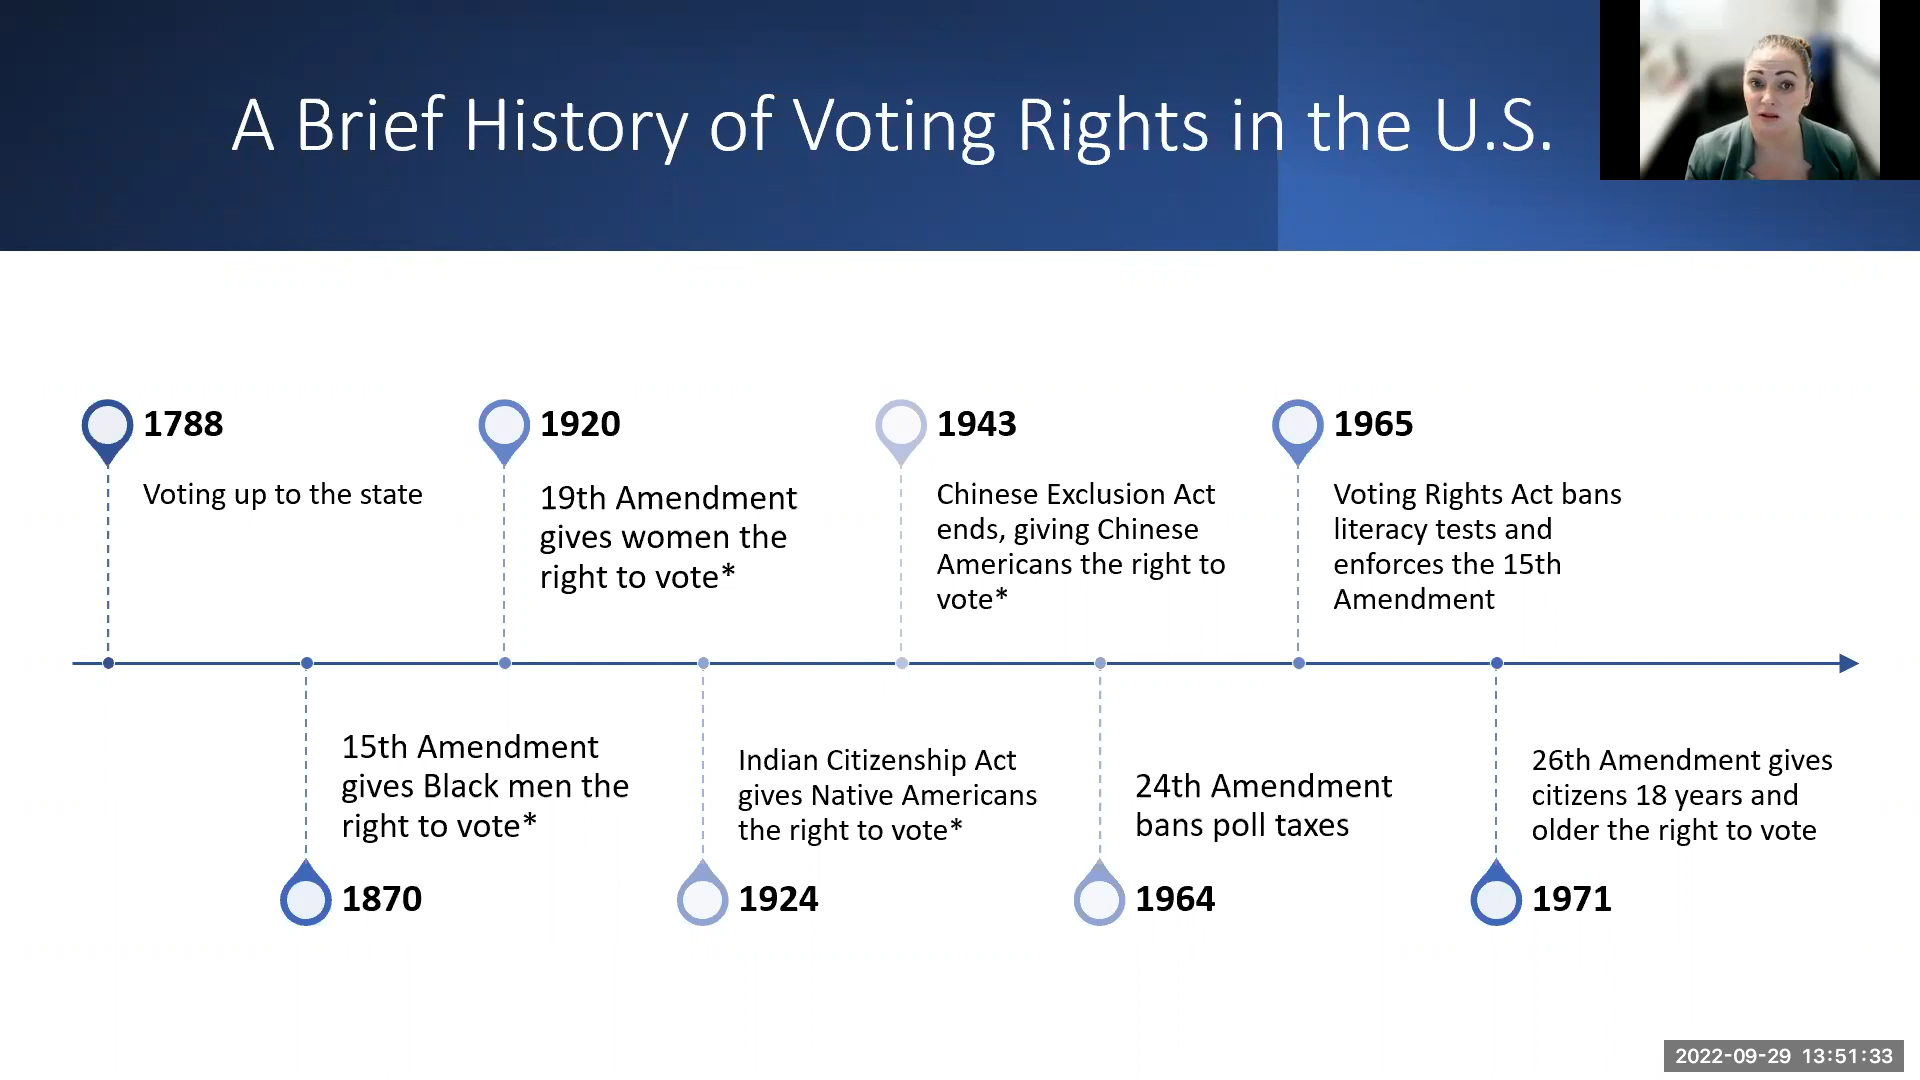 A Brief History of Voting Rights in the U.S.
1788
Voting up to the state
1920
19th Amendment
gives women the
right to vote*
1943
Chinese Exclusion Act
ends, giving Chinese
Americans the right to
vote*
1965
Voting Rights Act bans
literacy tests and
enforces the 15th
Amendment
15th Amendment
gives Black men the
right to vote*
1870
Indian Citizenship Act
gives Native Americans
the right to vote*
1924
24th Amendment
bans poll taxes
1964
26th Amendment gives
citizens 18 years and
older the right to vote
1971
2022-09-29 13:51:33